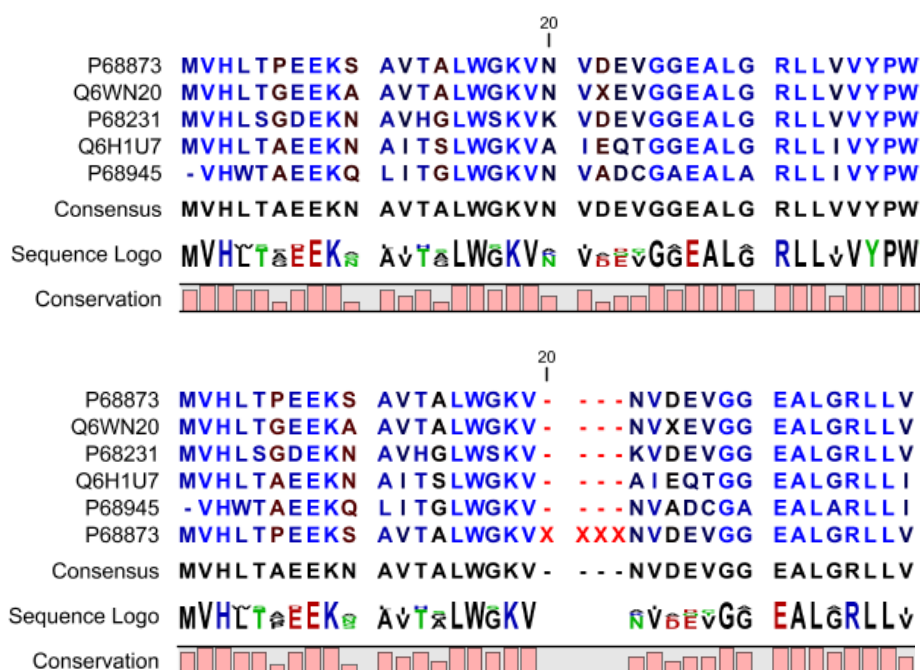 20
P68873 MVHLTPEEKS AVTALWGKVN VDEVGGEALG RLLVVYPW
Q6WN20 MVHLTGEEKA AVTALWGKVN VXEVGGEALG RLLVVYPW
P68231 MVHLSGDEKN AVHGLWSKVK VDEVGGEALG RLLVVYPW
Q6H1U7 MVHLTAEEKN AITSLWGKVA IEQTGGEALG RLLIVYPW
P68945 -VHWTAEEKQ LITGLWGKVN VADCGAEALA RLLIVYPW
Consensus MVHLTAEEKN AVTALWGKVN VDEVGGEALG RLLVVYPW
Sequence Logo
Conservation
20
P68873 MVHLTPEEKS AVTALWGKV- ---NVDEVGG EALGRLLV
Q6WN20 MVHLTGEEKA AVTALWGKV- ---NVXEVGG EALGRLLV
P68231 MVHLSGDEKN AVHGLWSKV- ---KVDEVGG EALGRLLV
Q6H1U7 MVHLTAEEKN AITSLWGKV- ---AIEQTGG EALGRLLI
P68945 -VHWTAEEKQ LITGLWGKV- ---NVADCGA EALARLLI
P68873 MVHLTPEEKS AVTALWGKVX XXXNVDEVGG EALGRLLV
Consensus MVHLTAEEKN AVTALWGKV- ---NVDEVGG EALGRLLV
Sequence Logo
Conservation